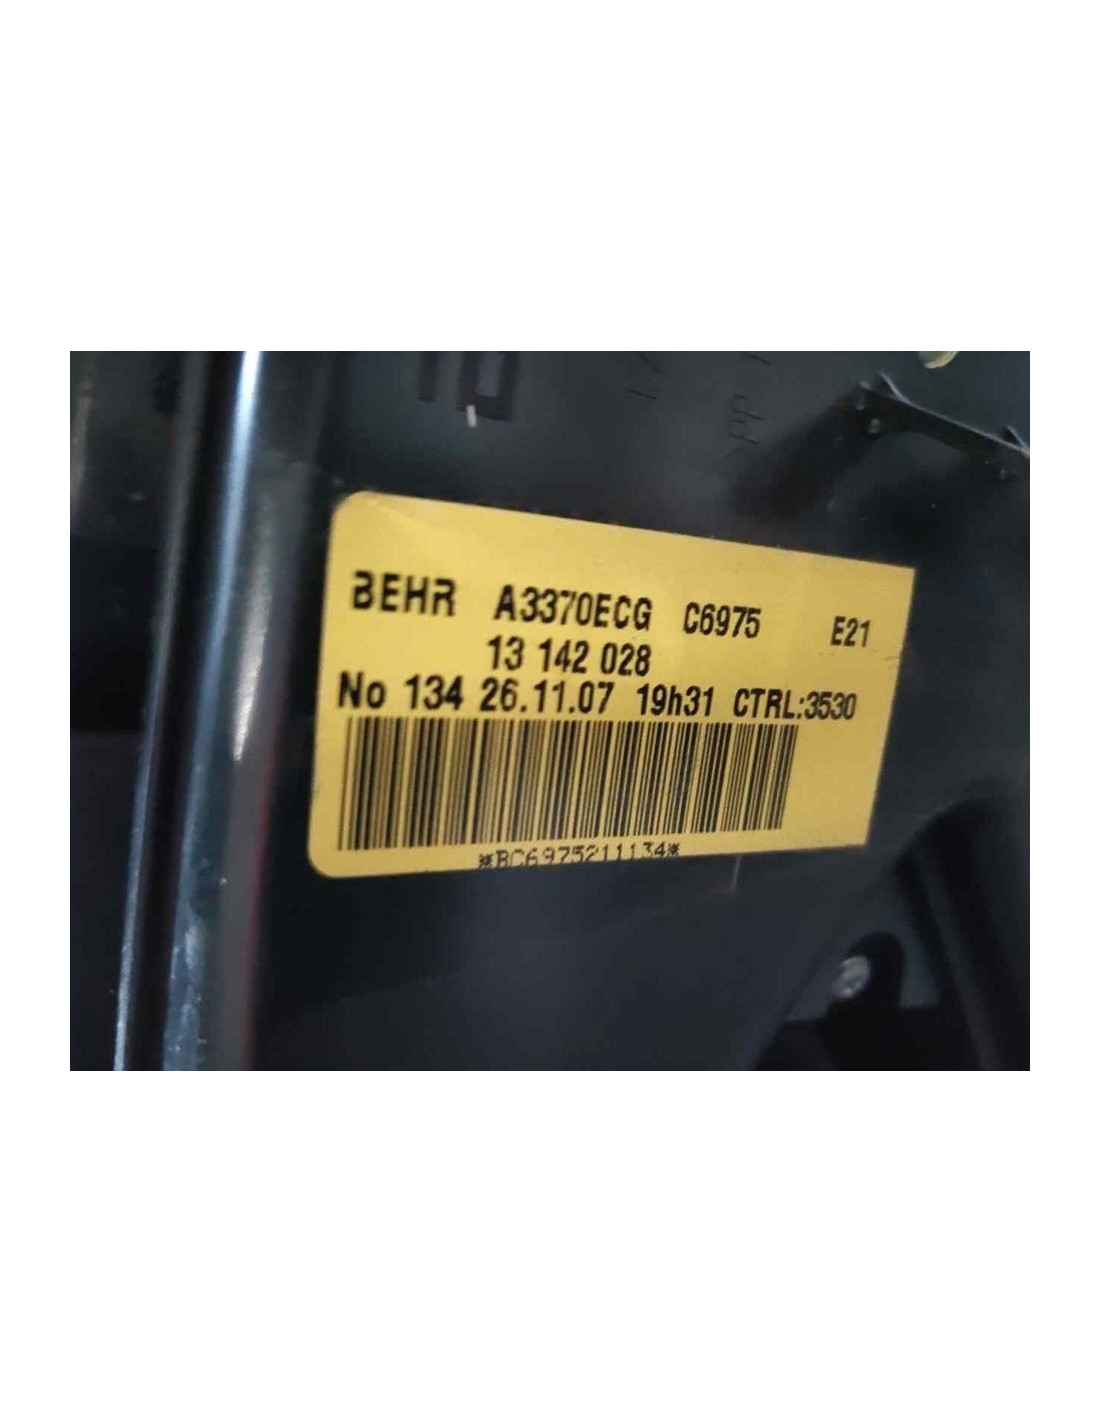 BEHR A3370ECG C6975 E21
13 142 028
No 134 26.11.07 19h31 CTRL:3530
*BC6975211134*